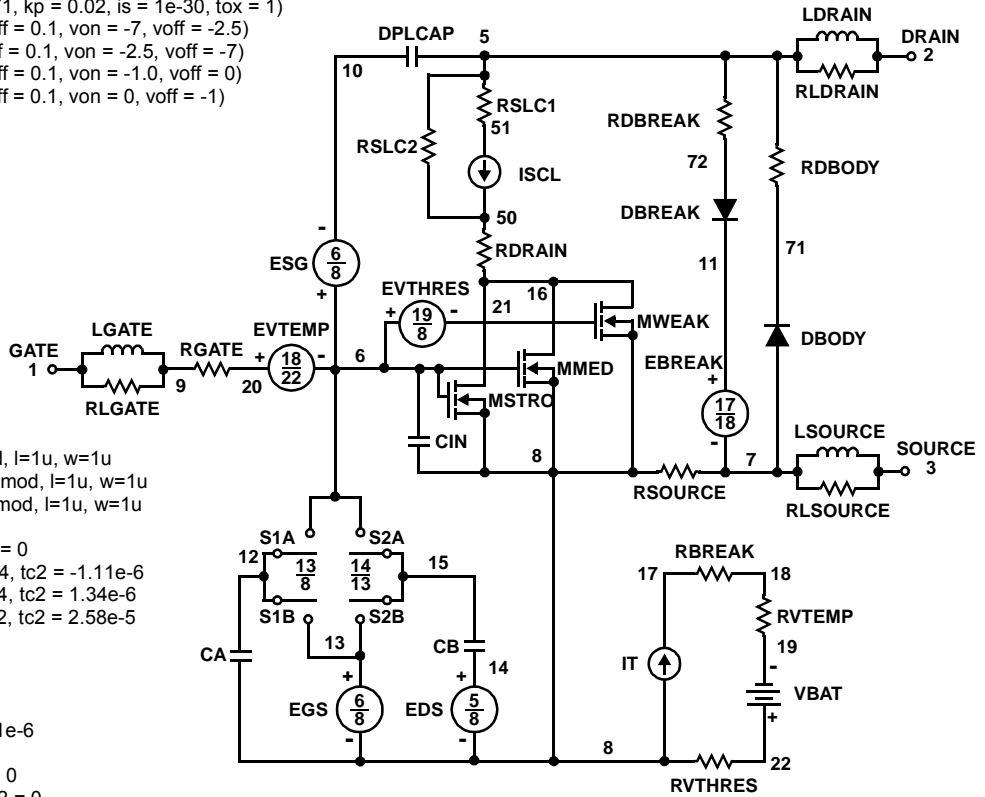 1, kp = 0.02, is = 1e-30, tox = 1)
off = 0.1, von = -7, voff = -2.5)
f = 0.1, von = -2.5, voff = -7)
ff = 0.1, von = -1.0, voff = 0)
ff = 0.1, von = 0, voff = -1)
DPLCAP
5
10
LDRAIN
DRAIN
2
RLDRAIN
RSLC1
51
RSLC2
ISCL
RDBREAK
72
RDBODY
DBREAK
50
RDRAIN
71
11
ESG
-
6
8
+
EVTHRES
+
19
8
-
21
16
MWEAK
DBODY
LGATE
GATE
1
RLGATE
9
RGATE
20
EVTEMP
+
18
22
-
6
MMED
MSTRO
EBREAK
+
17
18
-
CIN
8
RSOURCE
7
LSOURCE
SOURCE
3
RLSOURCE
l, l=1u, w=1u
mod, l=1u, w=1u
mod, l=1u, w=1u
= 0
4, tc2 = -1.11e-6
4, tc2 = 1.34e-6
2, tc2 = 2.58e-5
1e-6
0
2 = 0
S1A
S2A
12
13
8
14
13
15
S1B
S2B
13
CA
CB
14
EGS
+
6
8
-
EDS
+
5
8
-
8
RBREAK
17
18
RVTEMP
19
IT
-
VBAT
+
22
RVTHRES